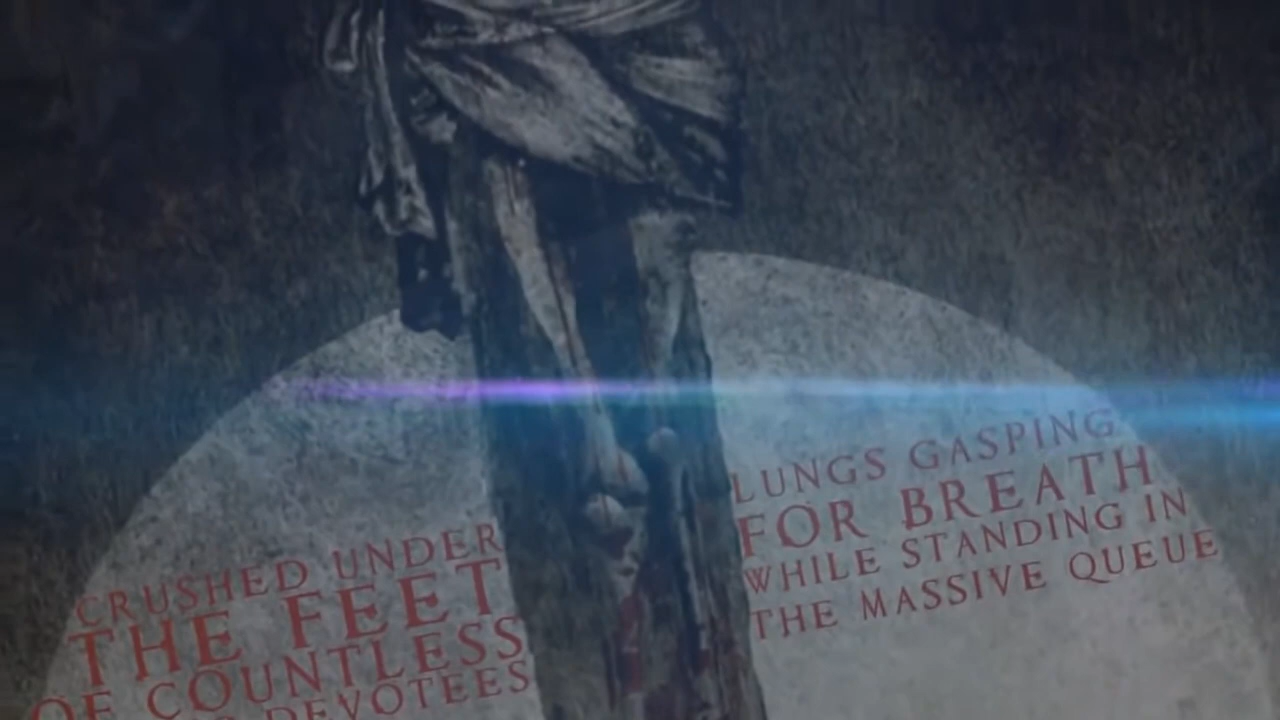 CRUSHED UNDER
THE FEET
OF COUNTLESS
DEVOTEES
LUNGS GASPING
FOR BREATH
WHILE STANDING IN
THE MASSIVE QUEUE